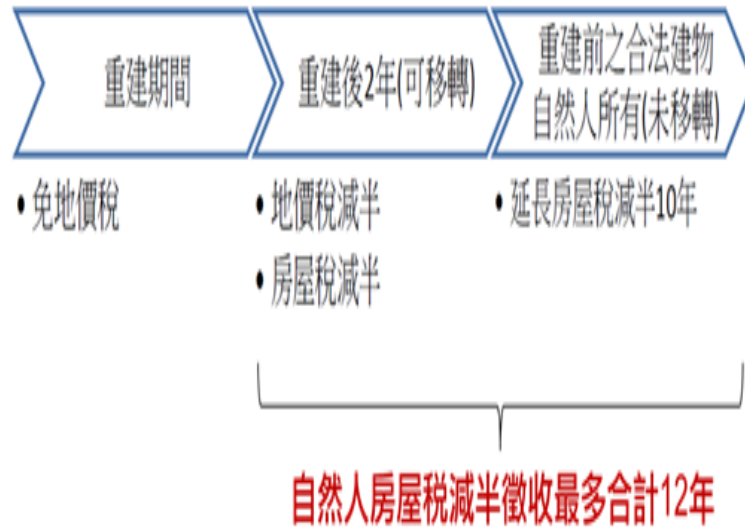 重建期間
重建後2年(可移轉)
重建前之合法建物
自然人所有(未移轉)
• 免地價稅
• 地價稅減半
• 房屋稅減半
• 延長房屋稅減半10年
自然人房屋稅減半徵收最多合計12年